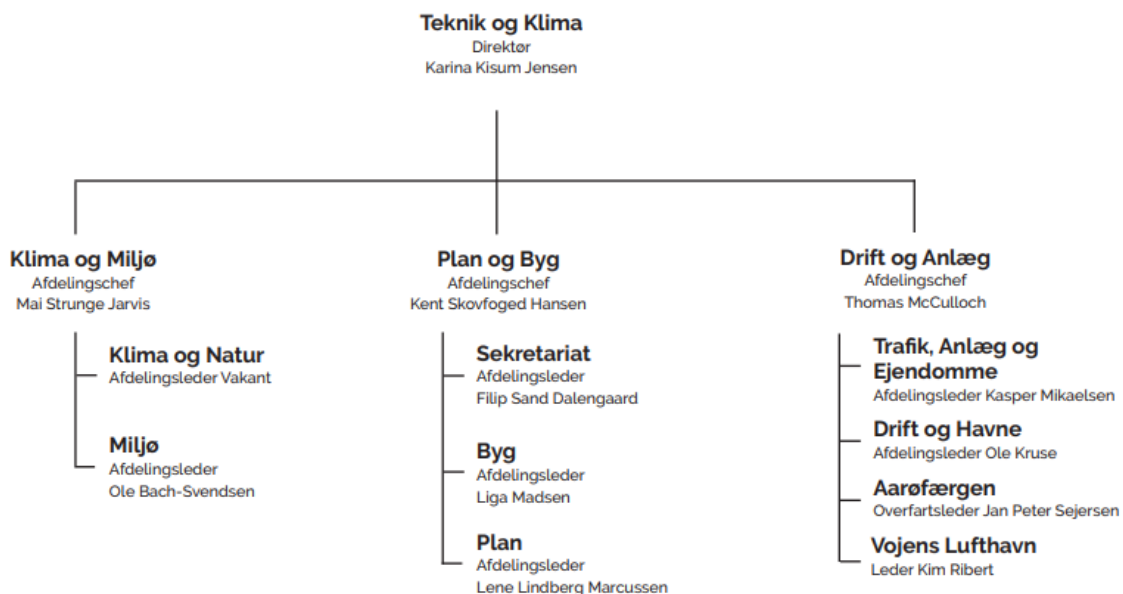 Teknik og Klima
Direktør
Karina Kisum Jensen
Klima og Miljø
Afdelingschef
Mai Strunge Jarvis
Klima og Natur
Afdelingsleder Vakant
Miljø
Afdelingsleder
Ole Bach-Svendsen
Plan og Byg
Afdelingschef
Kent Skovfoged Hansen
Sekretariat
Afdelingsleder
Filip Sand Dalengaard
Byg
Afdelingsleder
Liga Madsen
Plan
Afdelingsleder
Lene Lindberg Marcussen
Drift og Anlæg
Afdelingschef
Thomas McCulloch
Trafik, Anlæg og
Ejendomme
Afdelingsleder Kasper Mikaelsen
Drift og Havne
Afdelingsleder Ole Kruse
Aarøfærgen
Overfartsleder Jan Peter Sejersen
Vojens Lufthavn
Leder Kim Ribert